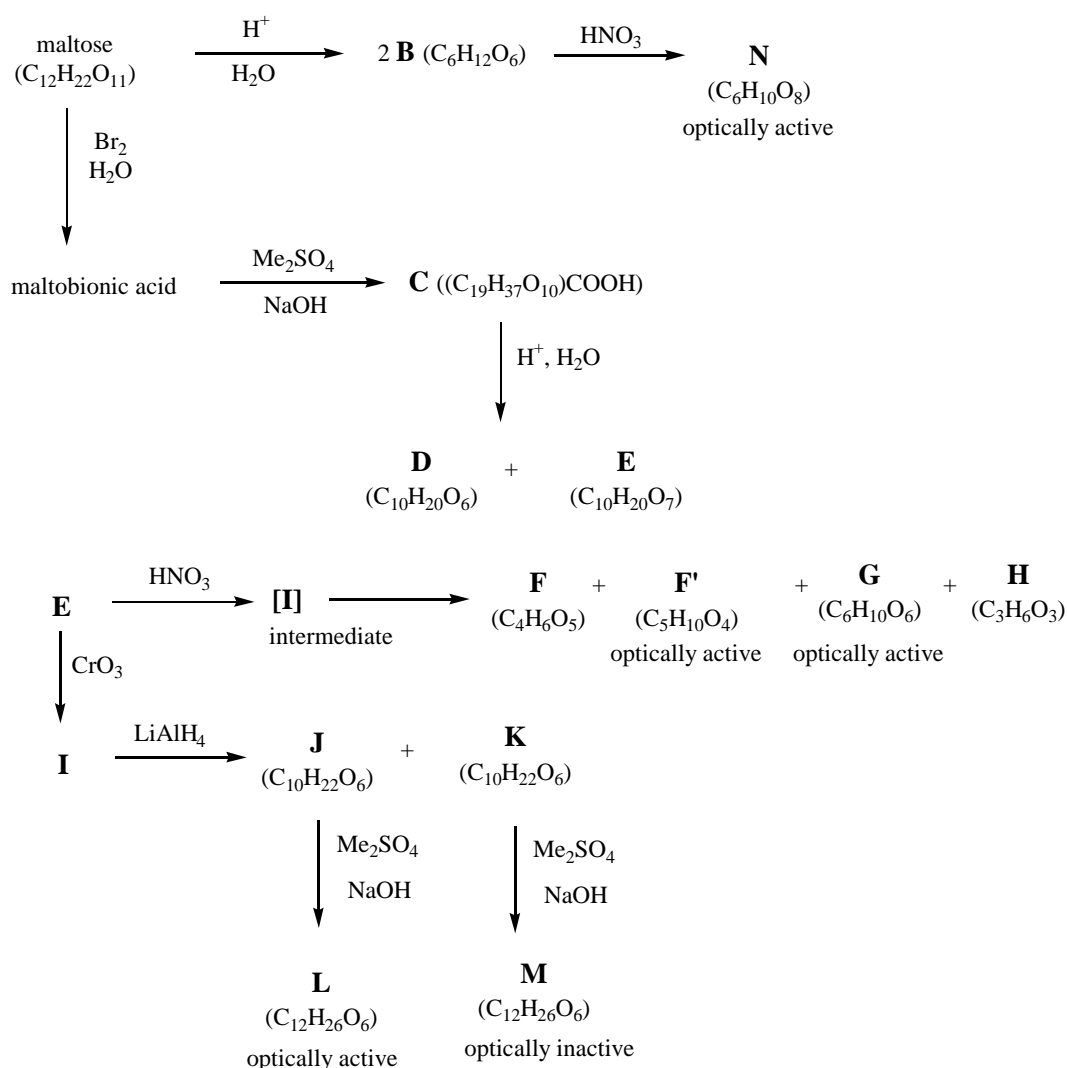 maltose
(C₁₂H₂₂O₁₁)
H⁺
H₂O
2 B (C₆H₁₂O₆)
HNO₃
N
(C₆H₁₀O₈)
optically active
Br₂
H₂O
maltobionic acid
Me₂SO₄
NaOH
C ((C₁₉H₃₇O₁₀)COOH)
H⁺, H₂O
D + E
(C₁₀H₂₀O₆) (C₁₀H₂₀O₇)
E
HNO₃
[I]
intermediate
F + F' + G + H
(C₄H₆O₅) (C₅H₁₀O₄) (C₆H₁₀O₆) (C₃H₆O₃)
optically active optically active
CrO₃
I
LiAlH₄
J + K
(C₁₀H₂₂O₆) (C₁₀H₂₂O₆)
Me₂SO₄
NaOH
Me₂SO₄
NaOH
L
(C₁₂H₂₆O₆)
optically active
M
(C₁₂H₂₆O₆)
optically inactive